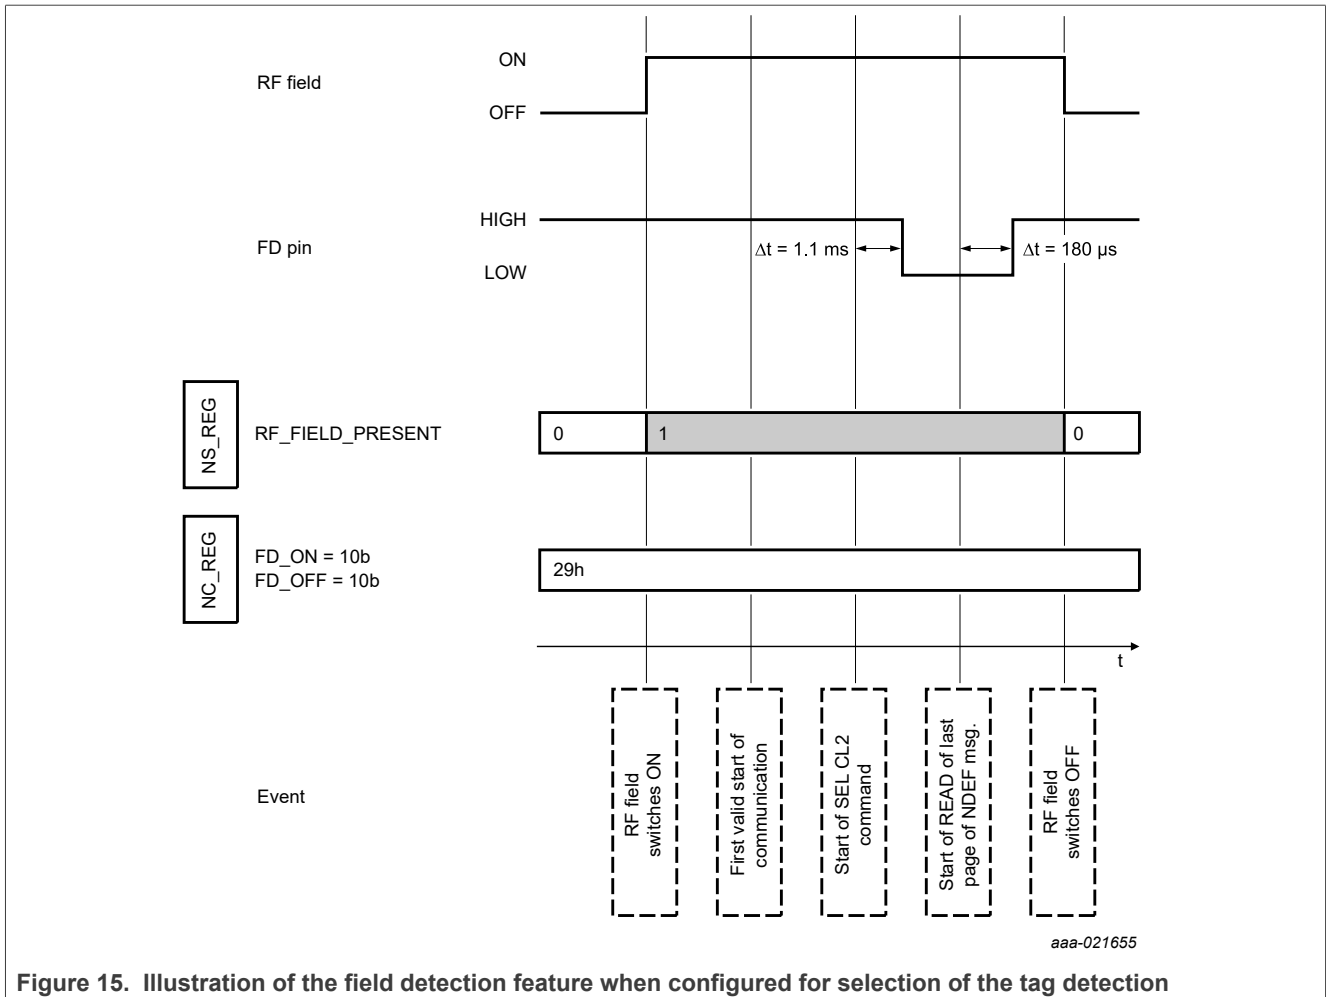 ON
RF field
OFF
HIGH
FD pin
Δt = 1.1 ms
Δt = 180 μs
LOW
NS_REG
RF_FIELD_PRESENT
0
1
0
NC_REG
FD_ON = 10b
FD_OFF = 10b
29h
t
Event
RF field
switches ON
First valid start of
communication
Start of SEL CL2
command
Start of READ of last
page of NDEF msg.
RF field
switches OFF
aaa-021655
Figure 15. Illustration of the field detection feature when configured for selection of the tag detection